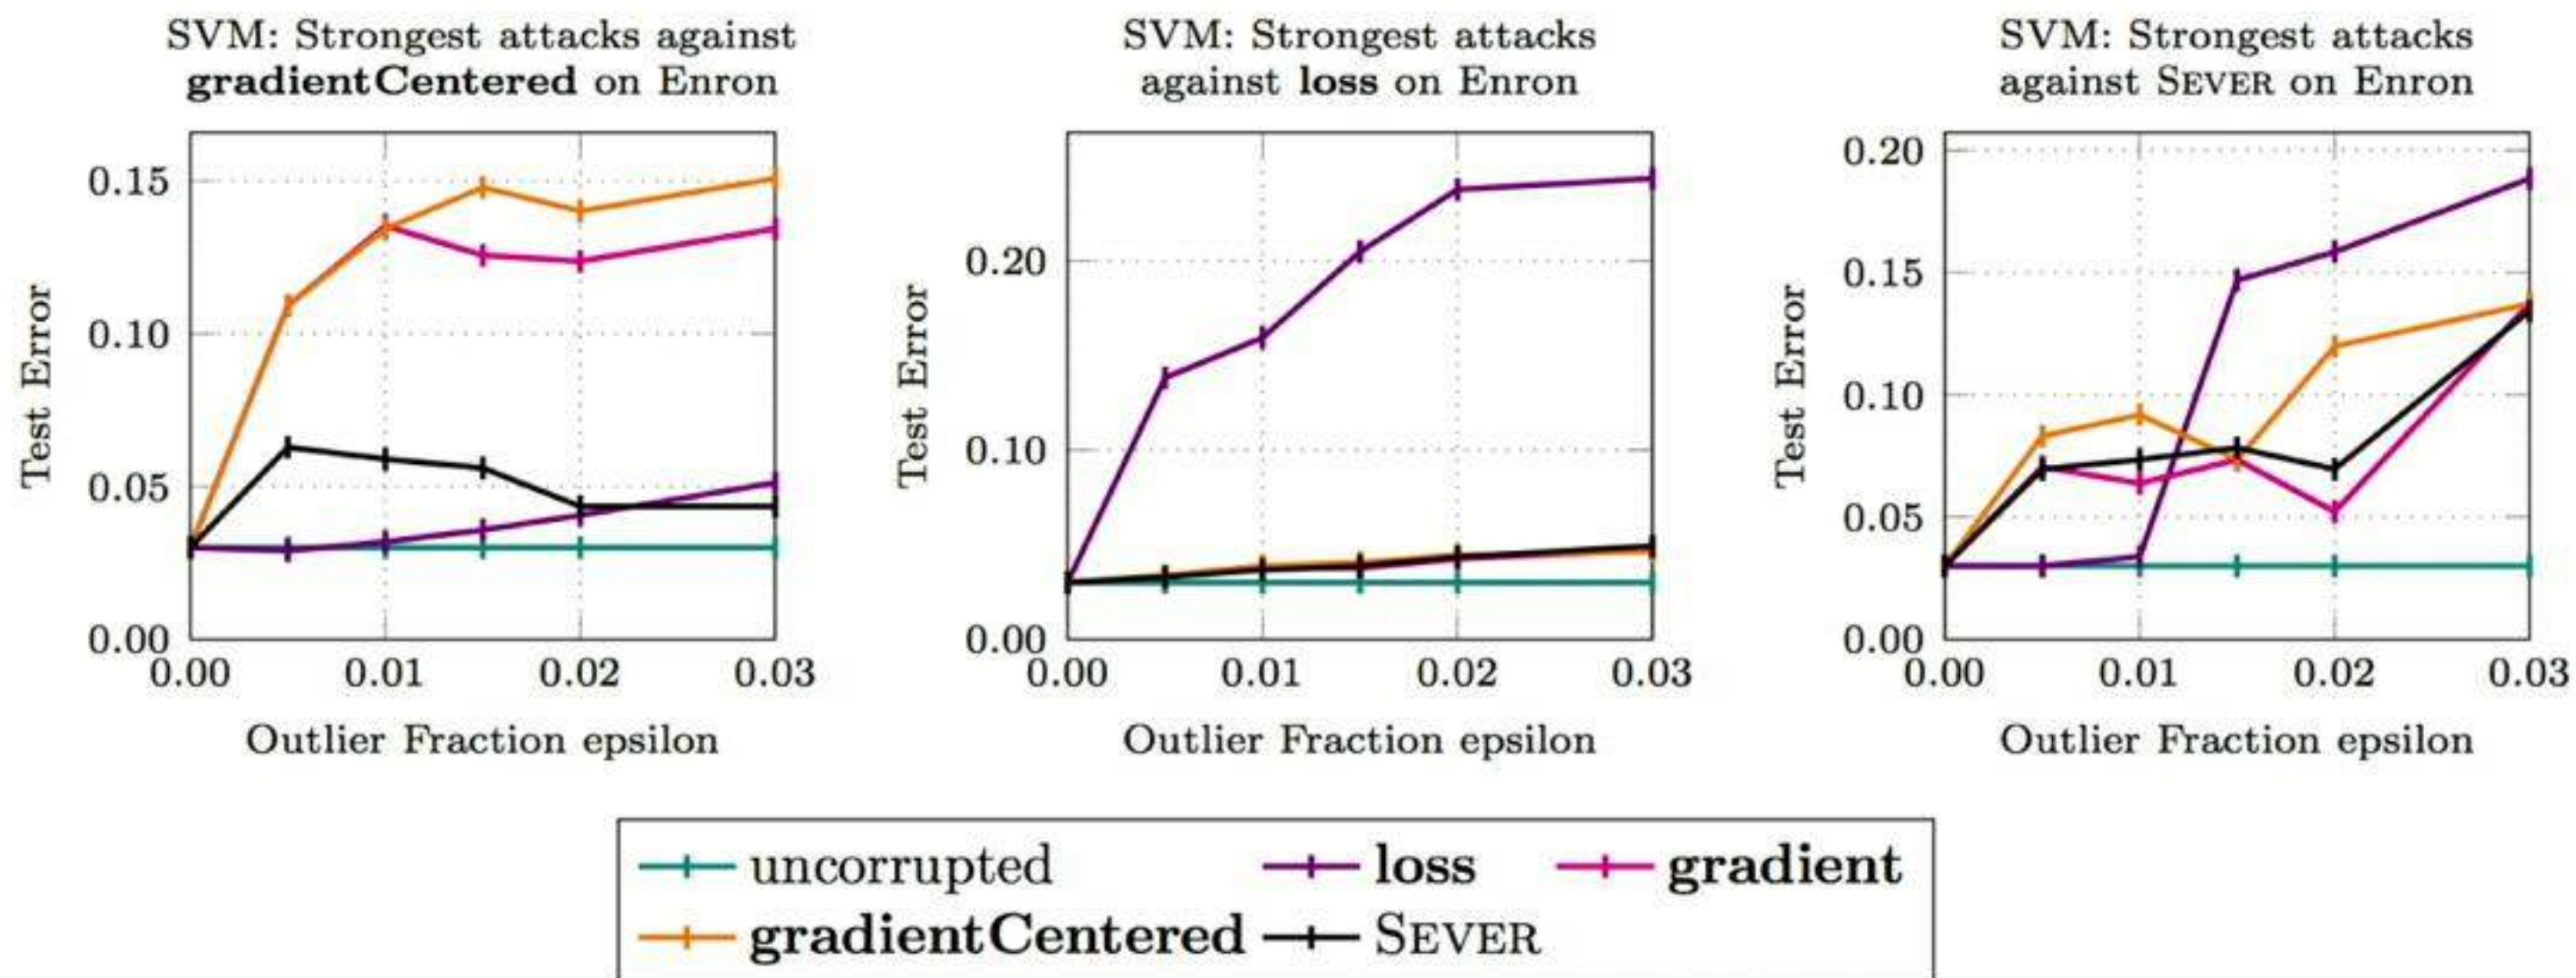 SVM: Strongest attacks against
gradientCentered on Enron
0.15
0.10
0.05
0.00
Test Error
0.00 0.01 0.02 0.03
Outlier Fraction epsilon
SVM: Strongest attacks
against loss on Enron
0.20
0.10
0.00
Test Error
0.00 0.01 0.02 0.03
Outlier Fraction epsilon
SVM: Strongest attacks
against SEVER on Enron
0.20
0.15
0.10
0.05
0.00
Test Error
0.00 0.01 0.02 0.03
Outlier Fraction epsilon
uncorrupted loss gradient
gradientCentered SEVER